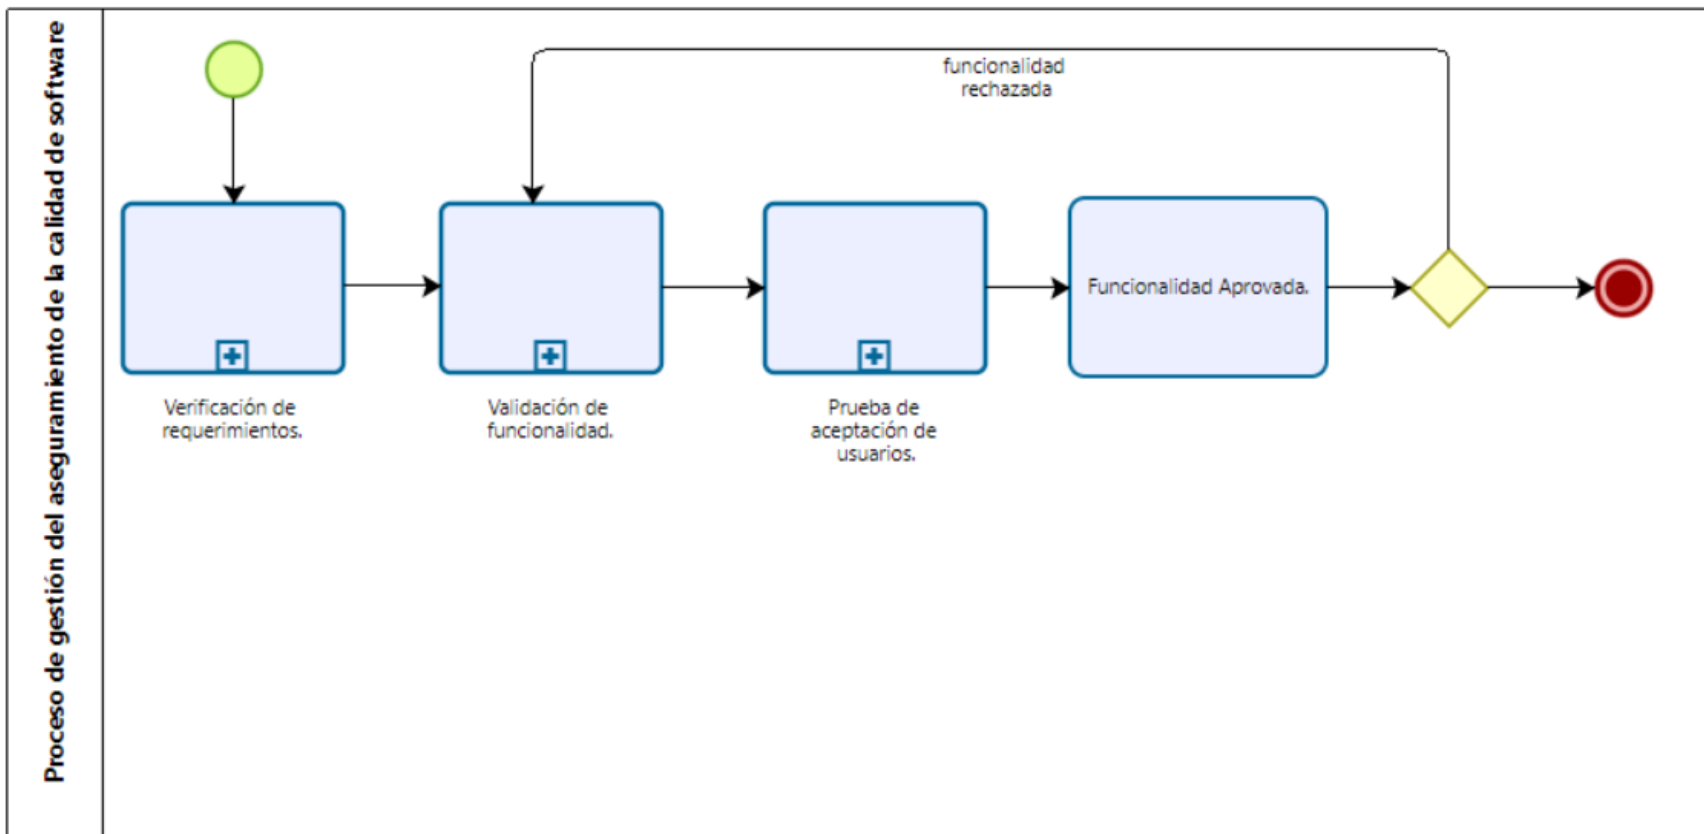 Proceso de gestión del aseguramiento de la calidad de software
funcionalidad
rechazada
Funcionalidad Aprovada.
Verificación de
requerimientos.
Validación de
funcionalidad.
Prueba de
aceptación de
usuarios.